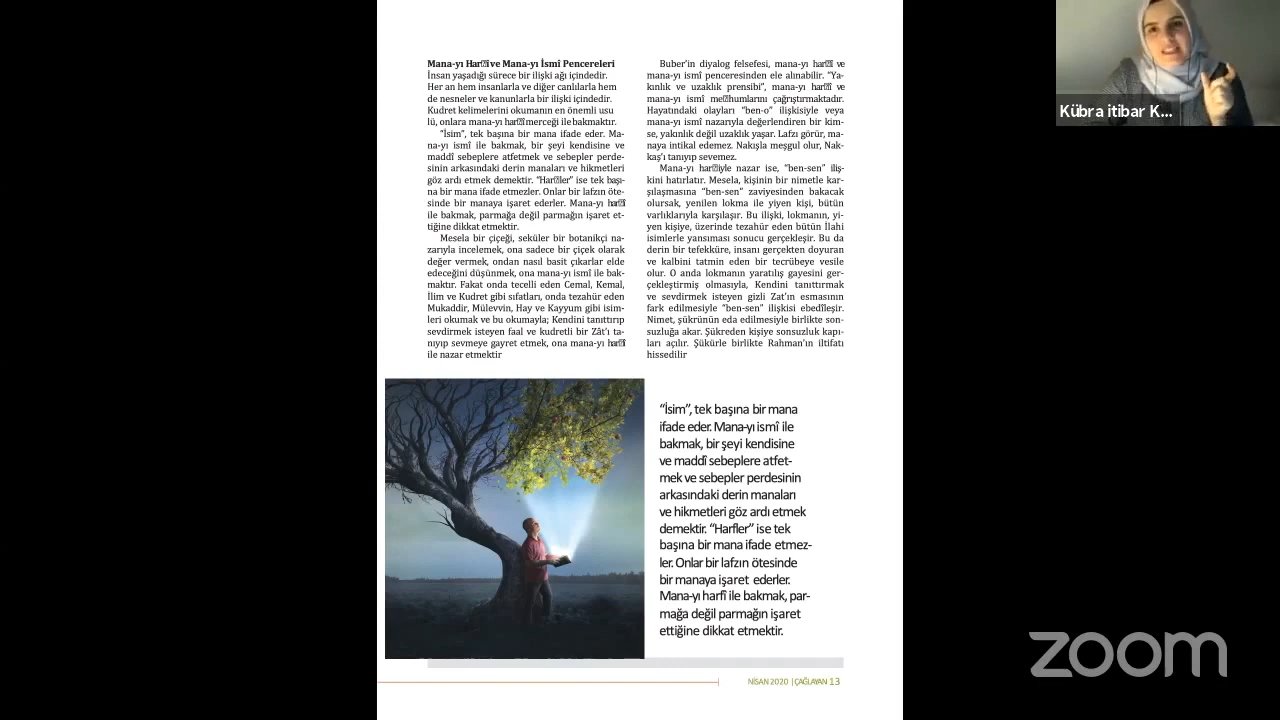 Mana-yı Har�î ve Mana-yı İsmî Pencereleri
İnsan yaşadığı sürece bir ilişki ağı içindedir.
Her an hem insanlarla ve diğer canlılarla hem
de nesneler ve kanunlarla bir ilişki içindedir.
Kudret kelimelerini okumanın en önemli usu
lü, onlara mana-yı har�î merceği ile bakmaktır.
“İsim”, tek başına bir mana ifade eder. Ma-
na-yı ismî ile bakmak, bir şeyi kendisine ve
maddî sebeplere atfetmek ve sebepler perde-
sinin arkasındaki derin manaları ve hikmetleri
göz ardı etmek demektir. “Har�ler” ise tek başı-
na bir mana ifade etmezler. Onlar bir lafzın öte-
sinde bir manaya işaret ederler. Mana-yı har�î
ile bakmak, parmağa değil parmağın işaret et-
tiğine dikkat etmektir.
Mesela bir çiçeği, seküler bir botanikçi na-
zarıyla incelemek, ona sadece bir çiçek olarak
değer vermek, ondan nasıl basit çıkarlar elde
edeceğini düşünmek, ona mana-yı ismî ile bak-
maktır. Fakat onda tecelli eden Cemal, Kemal,
İlim ve Kudret gibi sıfatları, onda tezahür eden
Mukaddir, Mülevvin, Hay ve Kayyum gibi isim-
leri okumak ve bu okumayla; Kendini tanıttırıp
sevdirmek isteyen faal ve kudretli bir Zât’ı ta-
nıyıp sevmeye gayret etmek, ona mana-yı har�î
ile nazar etmektir
Buber’in diyalog felsefesi, mana-yı har�î ve
mana-yı ismî penceresinden ele alınabilir. “Ya-
kınlık ve uzaklık prensibi”, mana-yı har�î ve
mana-yı ismî me�humlarını çağrıştırmaktadır.
Hayatındaki olayları “ben-o” ilişkisiyle veya
mana-yı ismî nazarıyla değerlendiren bir kim-
se, yakınlık değil uzaklık yaşar. Lafzı görür, ma-
naya intikal edemez. Nakışla meşgul olur, Nak-
kaş’ı tanıyıp sevemez.
Mana-yı har�iyle nazar ise, “ben-sen” iliş-
kini hatırlatır. Mesela, kişinin bir nimetle kar-
şılaşmasına “ben-sen” zaviyesinden bakacak
olursak, yenilen lokma ile yiyen kişi, bütün
varlıklarıyla karşılaşır. Bu ilişki, lokmanın, yi-
yen kişiye, üzerinde tezahür eden bütün İlahi
isimlerle yansıması sonucu gerçekleşir. Bu da
derin bir tefekküre, insanı gerçekten doyuran
ve kalbini tatmin eden bir tecrübeye vesile
olur. O anda lokmanın yaratılış gayesini ger-
çekleştirmiş olmasıyla, Kendini tanıttırmak
ve sevdirmek isteyen gizli Zat’ın esmasının
fark edilmesiyle “ben-sen” ilişkisi ebedîleşir.
Nimet, şükrünün eda edilmesiyle birlikte son-
suzluğa akar. Şükreden kişiye sonsuzluk kapı-
ları açılır. Şükürle birlikte Rahman’ın iltifatı
hissedilir
“İsim”, tek başına bir mana
ifade eder. Mana-yı ismî ile
bakmak, bir şeyi kendisine
ve maddî sebeplere atfet-
mek ve sebepler perdesinin
arkasındaki derin manaları
ve hikmetleri göz ardı etmek
demektir. “Harfler” ise tek
başına bir mana ifade etmez-
ler. Onlar bir lafzın ötesinde
bir manaya işaret ederler.
Mana-yı harfî ile bakmak, par-
mağa değil parmağın işaret
ettiğine dikkat etmektir.
NİSAN 2020 | ÇAĞLAYAN 13
Kübra itibar K...
zoom